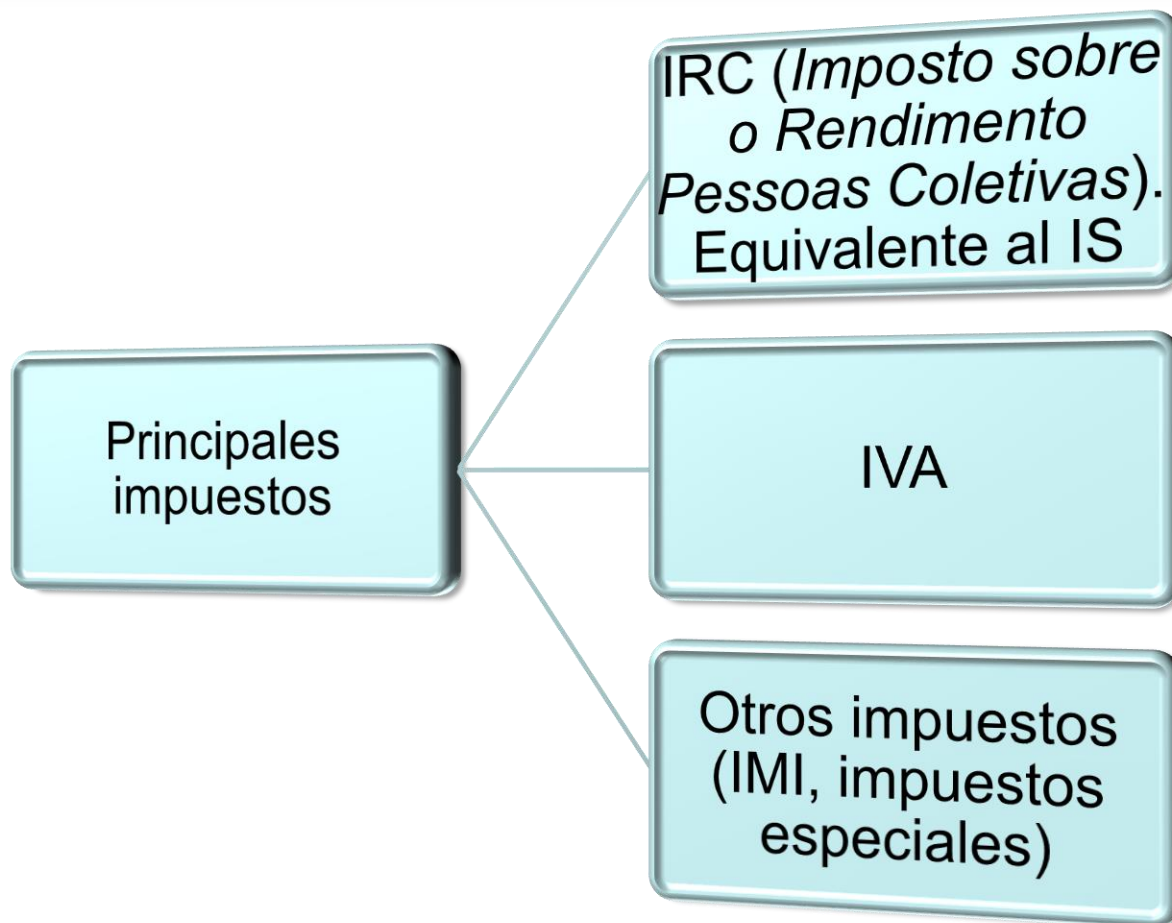 Principales
impuestos
IRC (Imposto sobre
o Rendimento
Pessoas Coletivas).
Equivalente al IS
IVA
Otros impuestos
(IMI, impuestos
especiales)